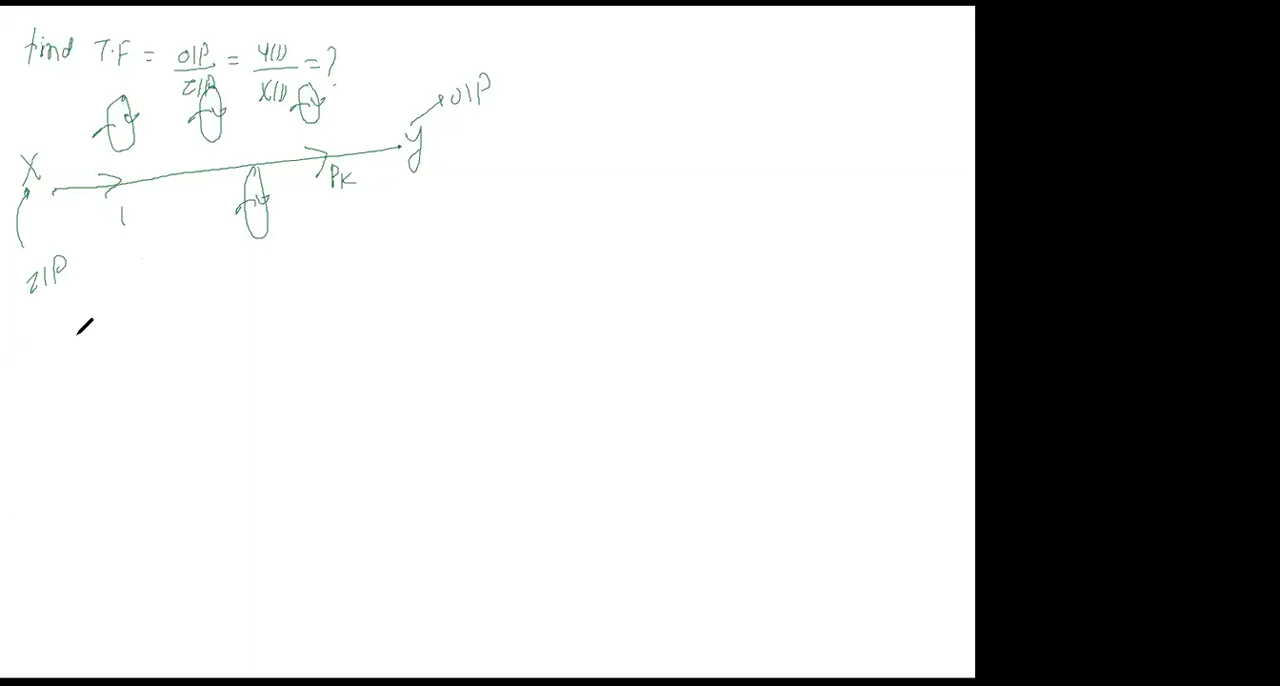 find T.F = O/P = Y(s) = ?
I/P X(s)
O/P
X
y
PK
1
I/P